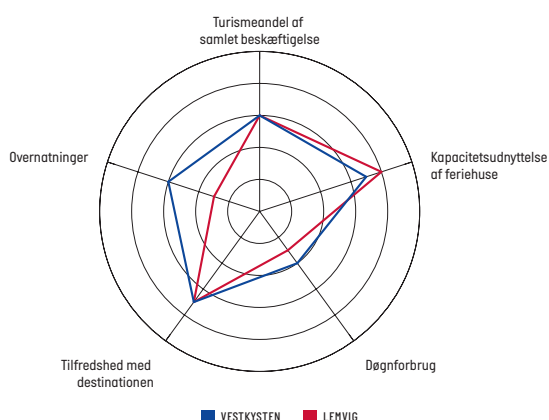 Turismeandel af
samlet beskæftigelse
Overnatninger
Kapacitetsudnyttelse
af feriehuse
Tilfredshed med
destinationen
Døgnforbrug
VESTKYSTEN
LEMVIG